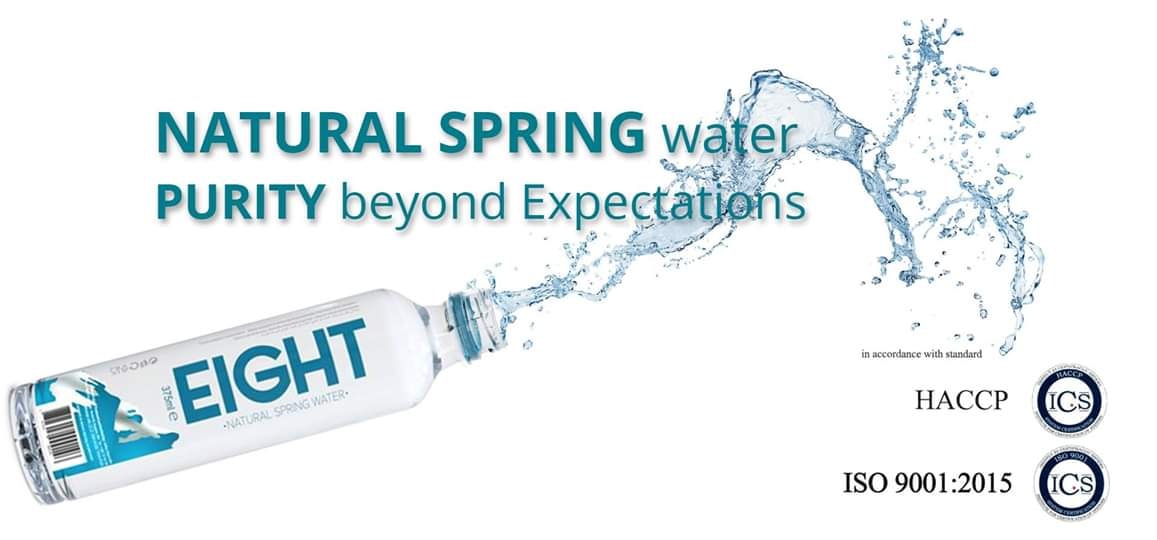 NATURAL SPRING water
PURITY beyond Expectations
EIGHT
·NATURAL SPRING WATER·
375ml e
in accordance with standard
HACCP
HACCP
ICS
ISO 9001:2015
ISO 9001
ICS